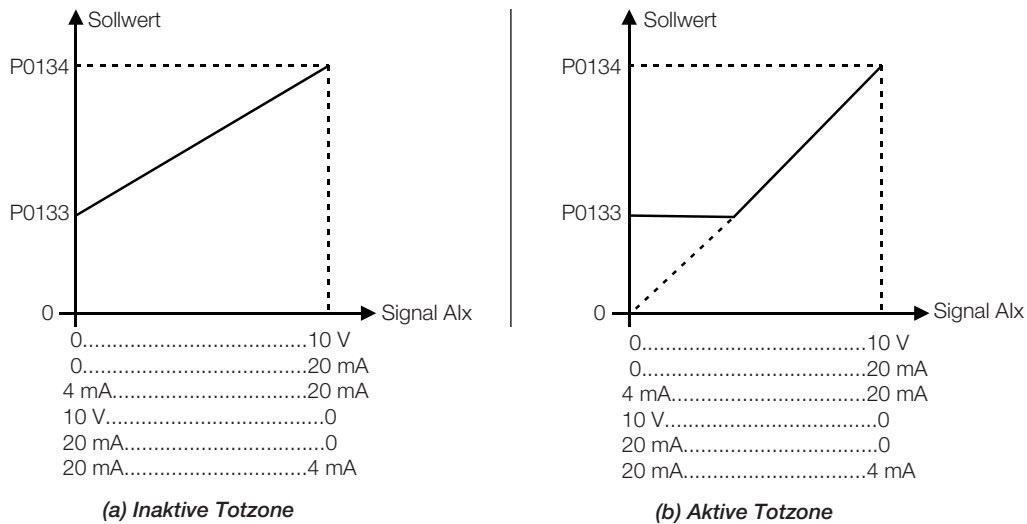 Sollwert
P0134
P0133
0
Signal AIx
0......................................10 V
0......................................20 mA
4 mA...............................20 mA
10 V...................................0
20 mA.................................0
20 mA.............................4 mA
(a) Inaktive Totzone
Sollwert
P0134
P0133
0
Signal AIx
0......................................10 V
0......................................20 mA
4 mA...............................20 mA
10 V...................................0
20 mA.................................0
20 mA.............................4 mA
(b) Aktive Totzone